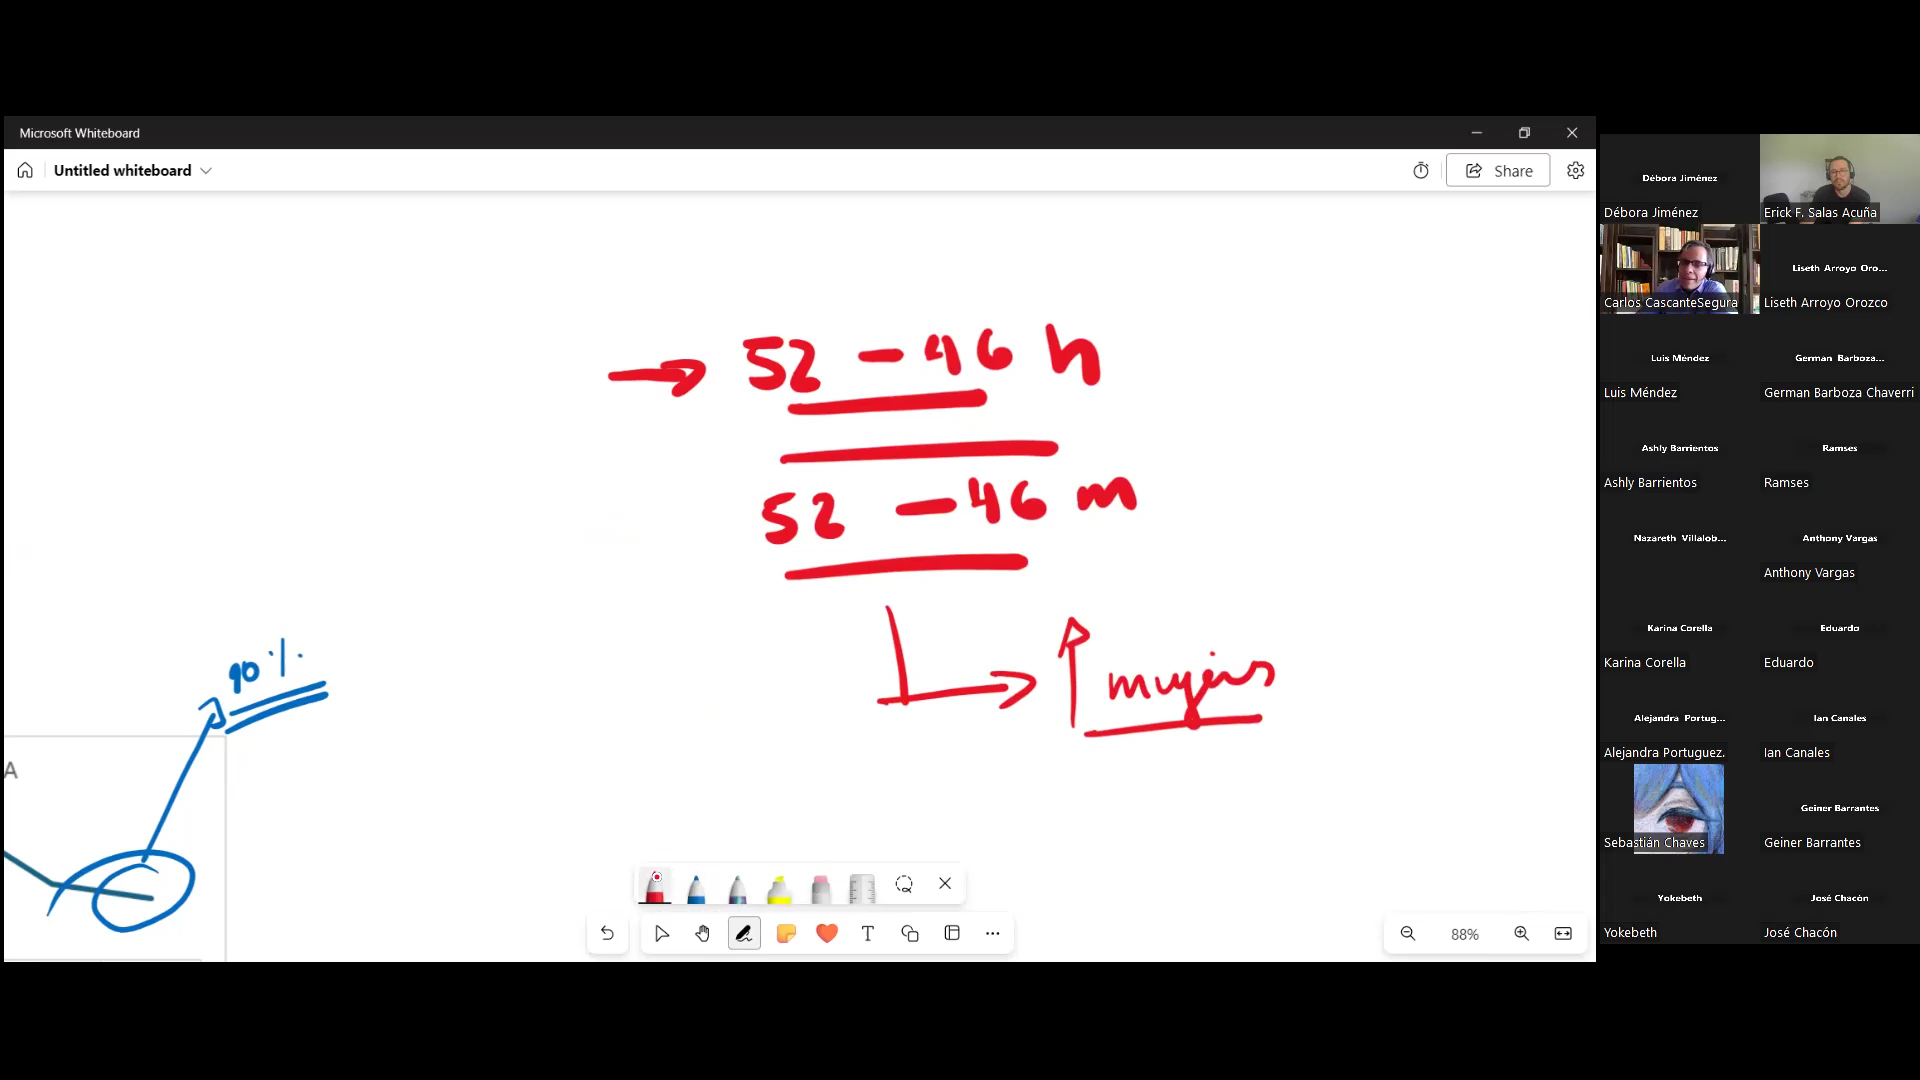 Microsoft Whiteboard
Untitled whiteboard
Share
52 - 46 h
52 - 46 m
mujeres
90%
A
88%
Débora Jiménez
Débora Jiménez
Erick F. Salas Acuña
Carlos CascanteSegura
Liseth Arroyo Oro...
Liseth Arroyo Orozco
Luis Méndez
Luis Méndez
German Barboza...
German Barboza Chaverri
Ashly Barrientos
Ashly Barrientos
Ramses
Ramses
Nazareth Villalob...
Anthony Vargas
Anthony Vargas
Karina Corella
Karina Corella
Eduardo
Eduardo
Alejandra Portug...
Alejandra Portuguez.
Ian Canales
Ian Canales
Sebastián Chaves
Geiner Barrantes
Geiner Barrantes
Yokebeth
Yokebeth
José Chacón
José Chacón